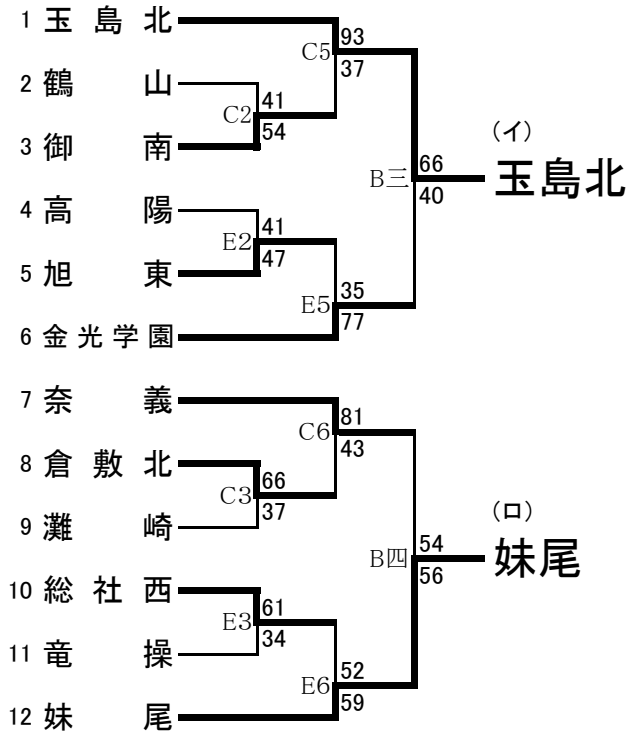 1 玉島北
93
C5
37
2 鶴山
41
C2
54
3 御南
(イ)
66
B三 玉島北
40
4 高陽
41
E2
47
5 旭東
35
E5
77
6 金光学園
7 奈義
81
C6
43
8 倉敷北
66
C3
37
9 灘崎
(ロ)
54
B四 妹尾
56
10 総社西
61
E3
34
11 竜操
52
E6
59
12 妹尾